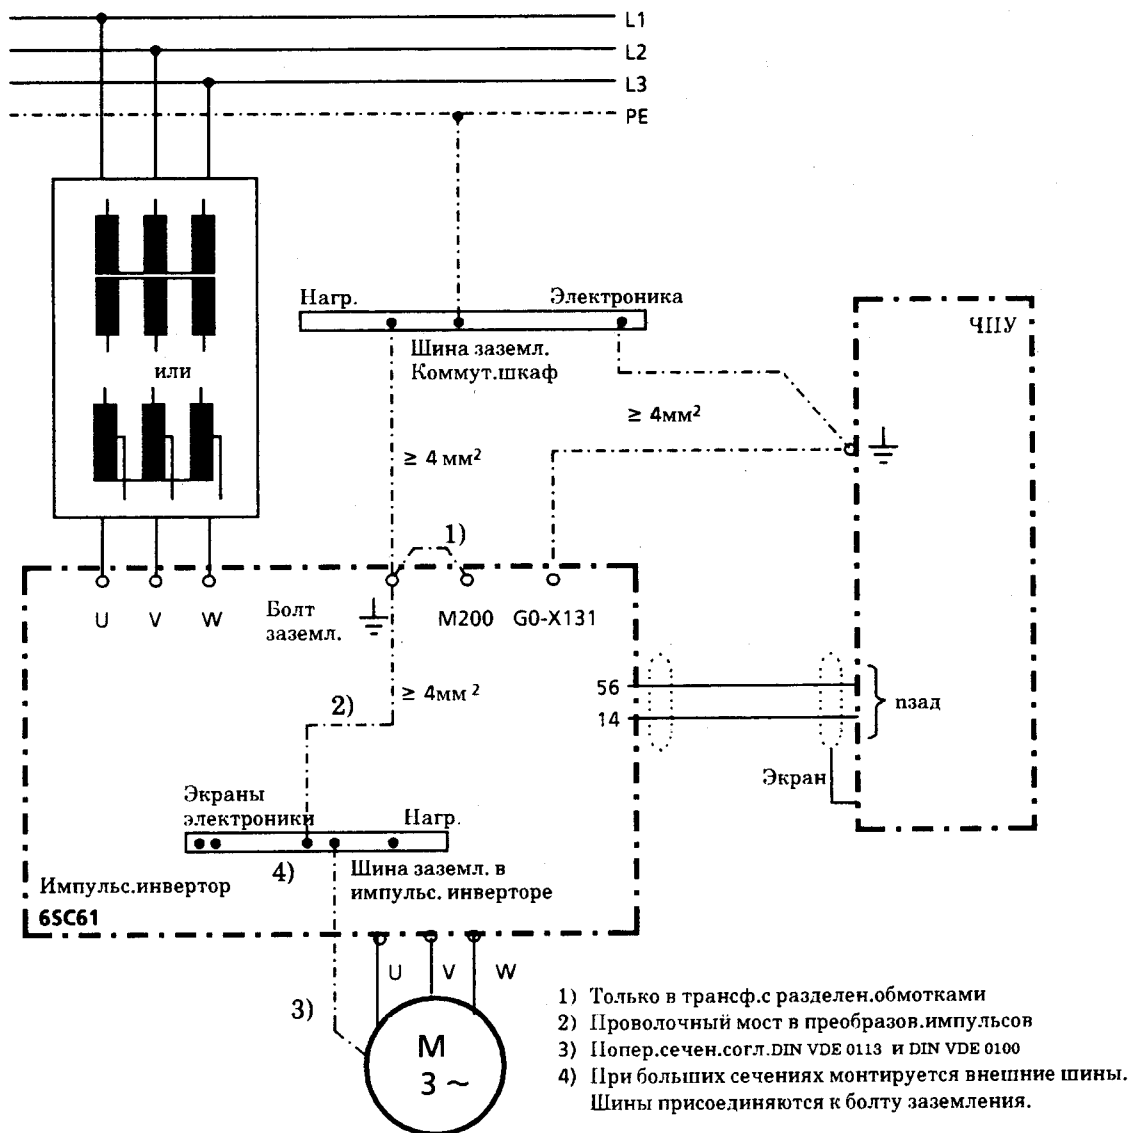 L1
L2
L3
PE
Нагр.
Электроника
Шина заземл.
Коммут.шкаф
ЧПУ
или
≥ 4мм²
≥ 4 мм²
1)
U
V
W
Болт
заземл.
M200
G0-X131
≥ 4мм ²
2)
56
14
nзад
Экран
Экраны
электроники
Нагр.
4)
Шина заземл. в
импульс. инверторе
Импульс.инвертор
6SC61
U
V
W
3)
M
3 ~
1) Только в трансф.с разделен.обмотками
2) Проволочный мост в преобразов.импульсов
3) Попер.сечен.согл.DIN VDE 0113 и DIN VDE 0100
4) При больших сечениях монтируется внешние шины.
Шины присоединяются к болту заземления.